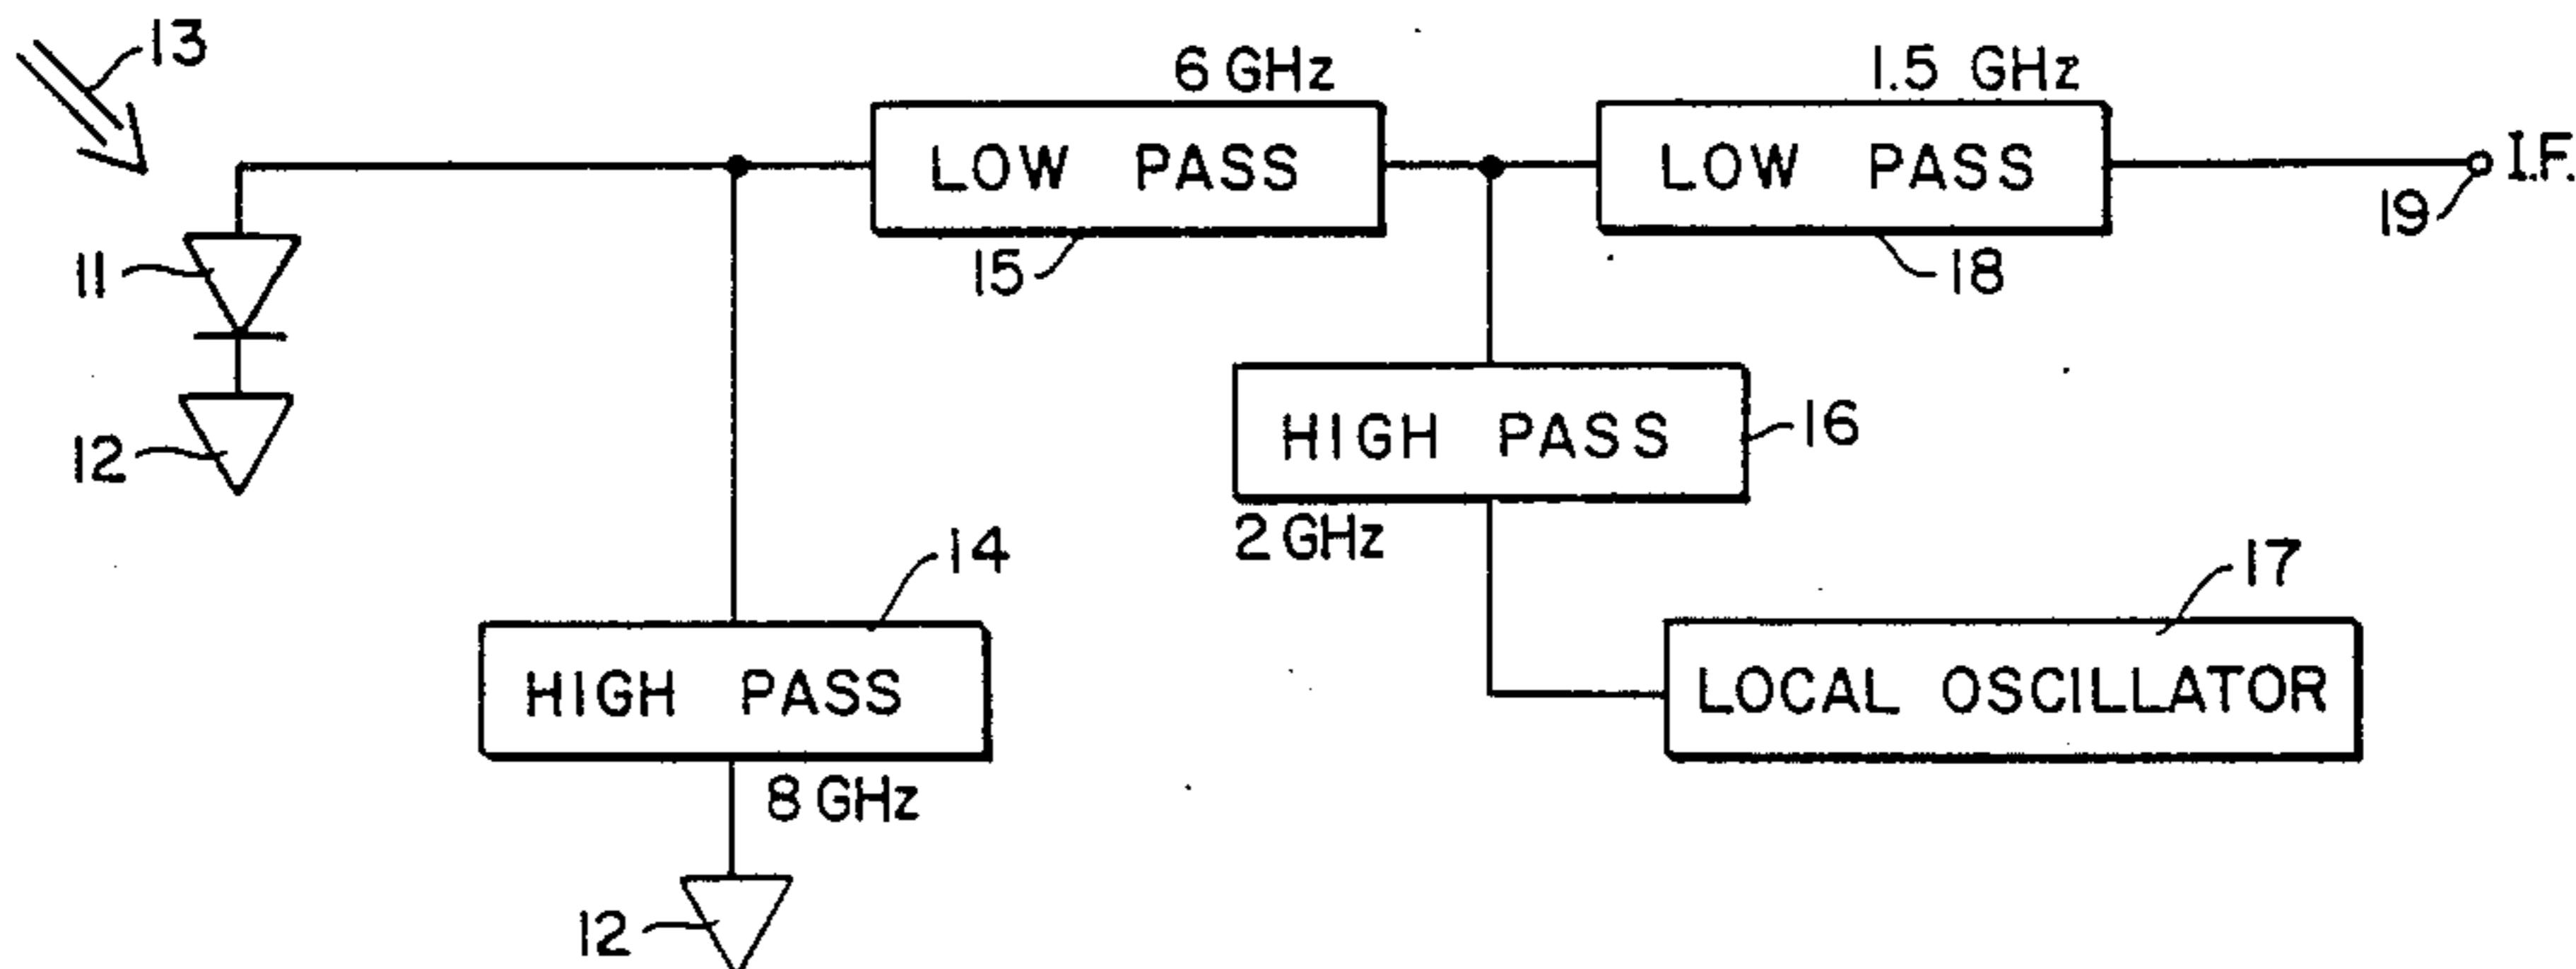 13
6 GHz
1.5 GHz
LOW PASS
LOW PASS
I.F.
19
11
15
18
HIGH PASS
16
12
2 GHz
14
17
HIGH PASS
LOCAL OSCILLATOR
8 GHz
12